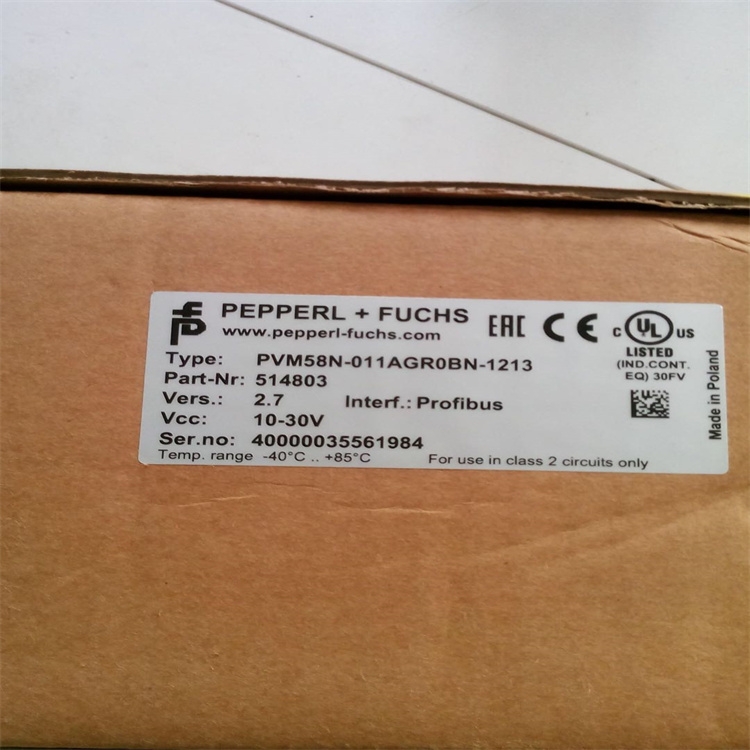 PEPPERL + FUCHS
www.pepperl-fuchs.com
EAC CE
c UL US
LISTED
(IND.CONT.
EQ) 30FV
Type: PVM58N-011AGR0BN-1213
Part-Nr: 514803
Vers.: 2.7 Interf.: Profibus
Vcc: 10-30V
Ser.no: 40000035561984
Temp. range -40°C .. +85°C For use in class 2 circuits only
Made in Poland